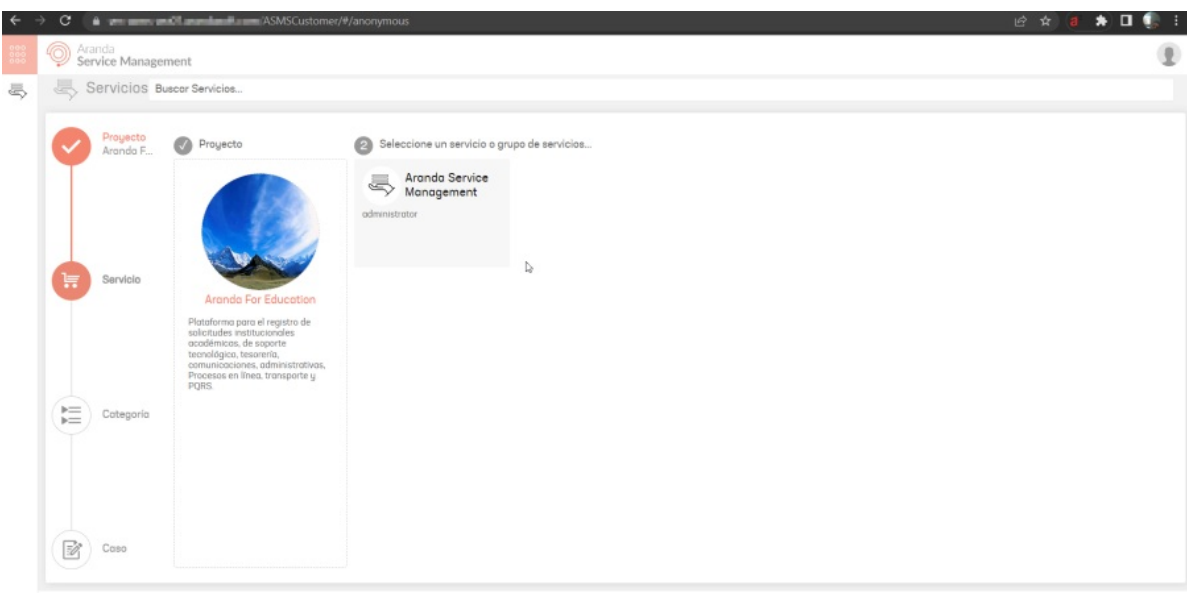 /ASMSCustomer/#/anonymous
Aranda
Service Management
Servicios Buscar Servicios...
Proyecto
Aranda F...
Proyecto
2 Seleccione un servicio o grupo de servicios...
Aranda Service
Management
administrator
Servicio
Aranda For Education
Plataforma para el registro de
solicitudes institucionales
académicas, de soporte
tecnológico, tesorería,
comunicaciones, administrativas,
Procesos en línea, transporte y
PQRS.
Categoría
Caso